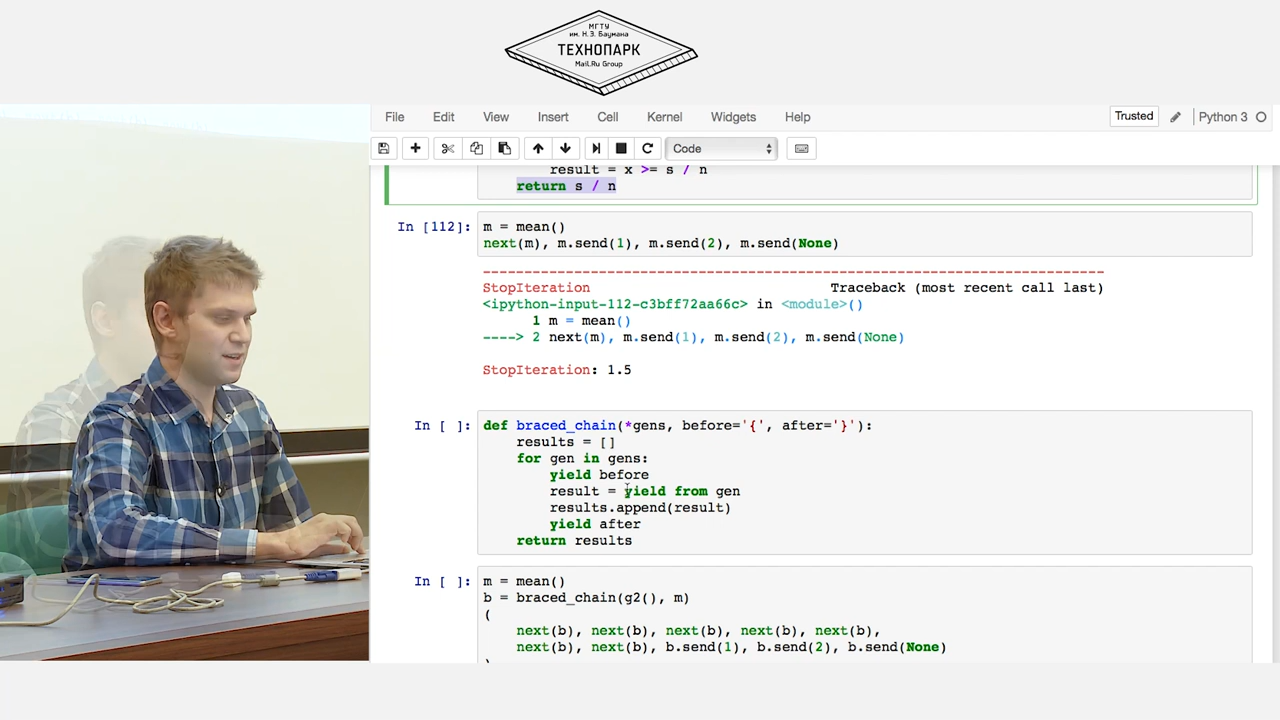 МГТУ
им. Н.Э. Баумана
ТЕХНОПАРК
Mail.Ru Group
File Edit View Insert Cell Kernel Widgets Help Trusted Python 3
Code
result = x >= s / n
return s / n
In [112]: m = mean()
next(m), m.send(1), m.send(2), m.send(None)
---------------------------------------------------------------------------
StopIteration Traceback (most recent call last)
<ipython-input-112-c3bff72aa66c> in <module>()
1 m = mean()
----> 2 next(m), m.send(1), m.send(2), m.send(None)
StopIteration: 1.5
In [ ]: def braced_chain(*gens, before='{', after='}'):
results = []
for gen in gens:
yield before
result = yield from gen
results.append(result)
yield after
return results
In [ ]: m = mean()
b = braced_chain(g2(), m)
(
next(b), next(b), next(b), next(b), next(b),
next(b), next(b), b.send(1), b.send(2), b.send(None)
)